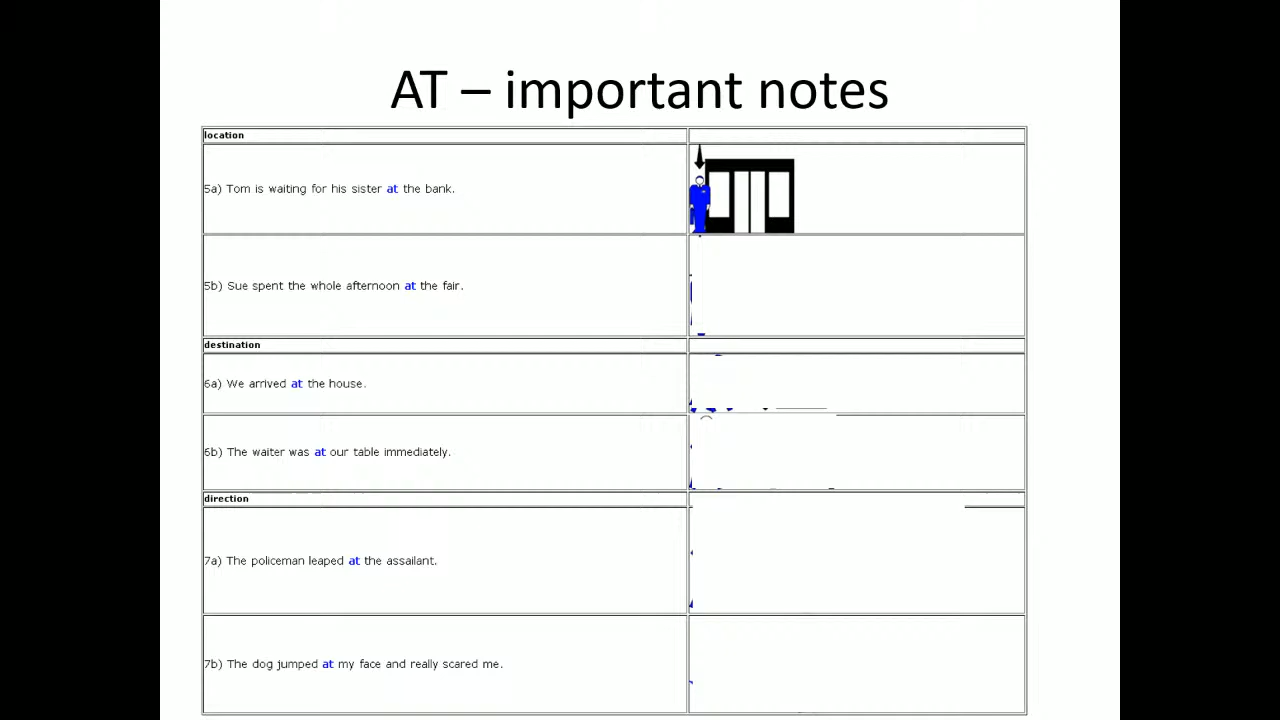 AT – important notes
location
5a) Tom is waiting for his sister at the bank.
5b) Sue spent the whole afternoon at the fair.
destination
6a) We arrived at the house.
6b) The waiter was at our table immediately.
direction
7a) The policeman leaped at the assailant.
7b) The dog jumped at my face and really scared me.